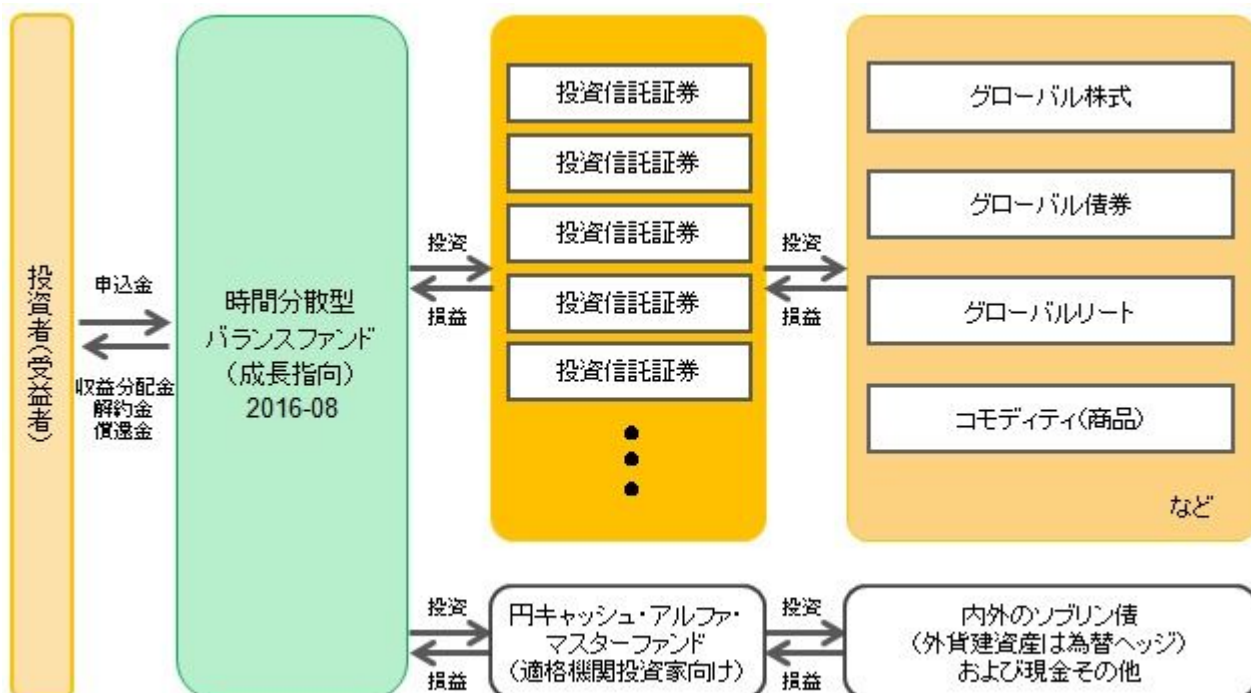 投資者(受益者)
申込金
収益分配金
解約金
償還金
時間分散型
バランスファンド
(成長指向)
2016-08
投資
損益
投資信託証券
投資信託証券
投資信託証券
投資信託証券
投資信託証券
投資
損益
グローバル株式
グローバル債券
グローバルリート
コモディティ(商品)
など
投資
損益
円キャッシュ・アルファ・
マスターファンド
(適格機関投資家向け)
投資
損益
内外のソブリン債
(外貨建資産は為替ヘッジ)
および現金その他